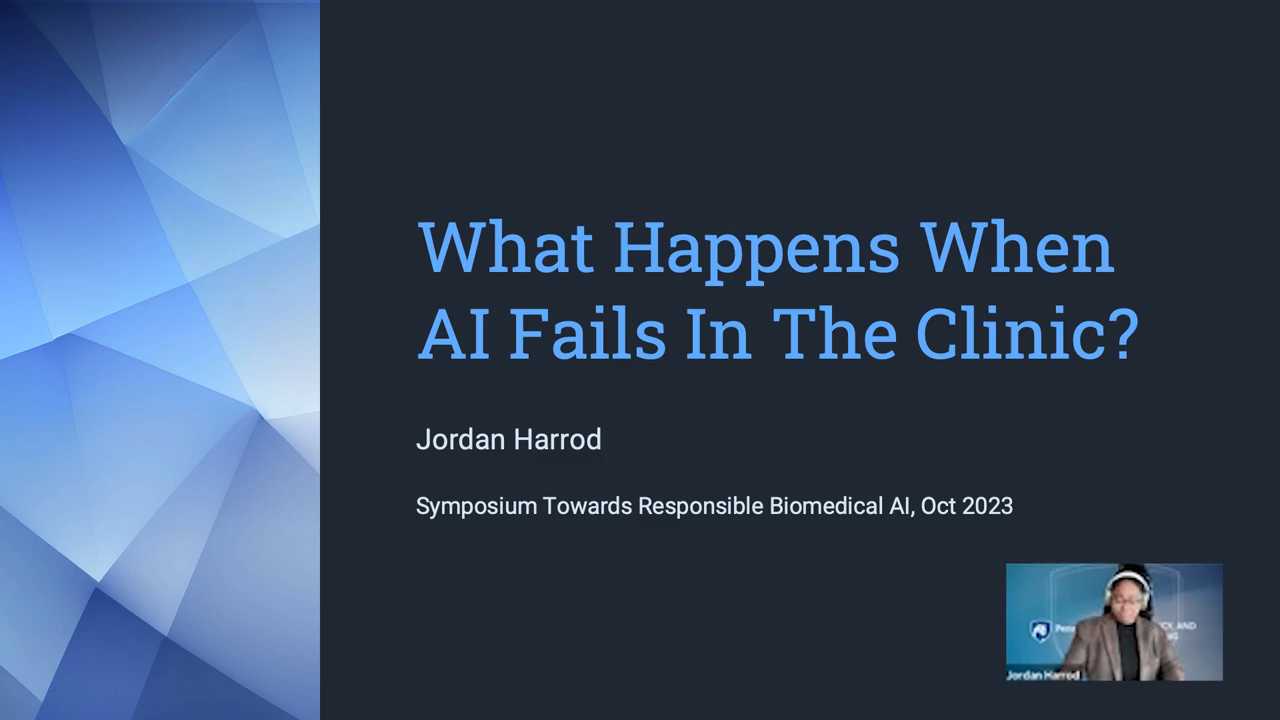 What Happens When
AI Fails In The Clinic?
Jordan Harrod
Symposium Towards Responsible Biomedical AI, Oct 2023
AND
Jordan Harrod